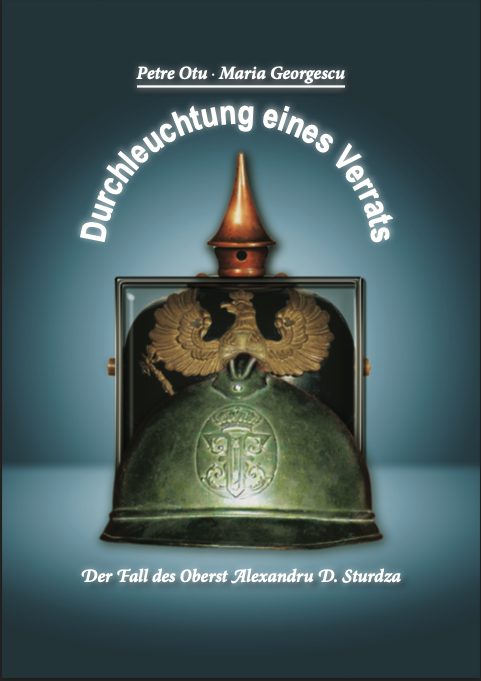 Petre Otu · Maria Georgescu
Durchleuchtung eines Verrats
Der Fall des Oberst Alexandru D. Sturdza